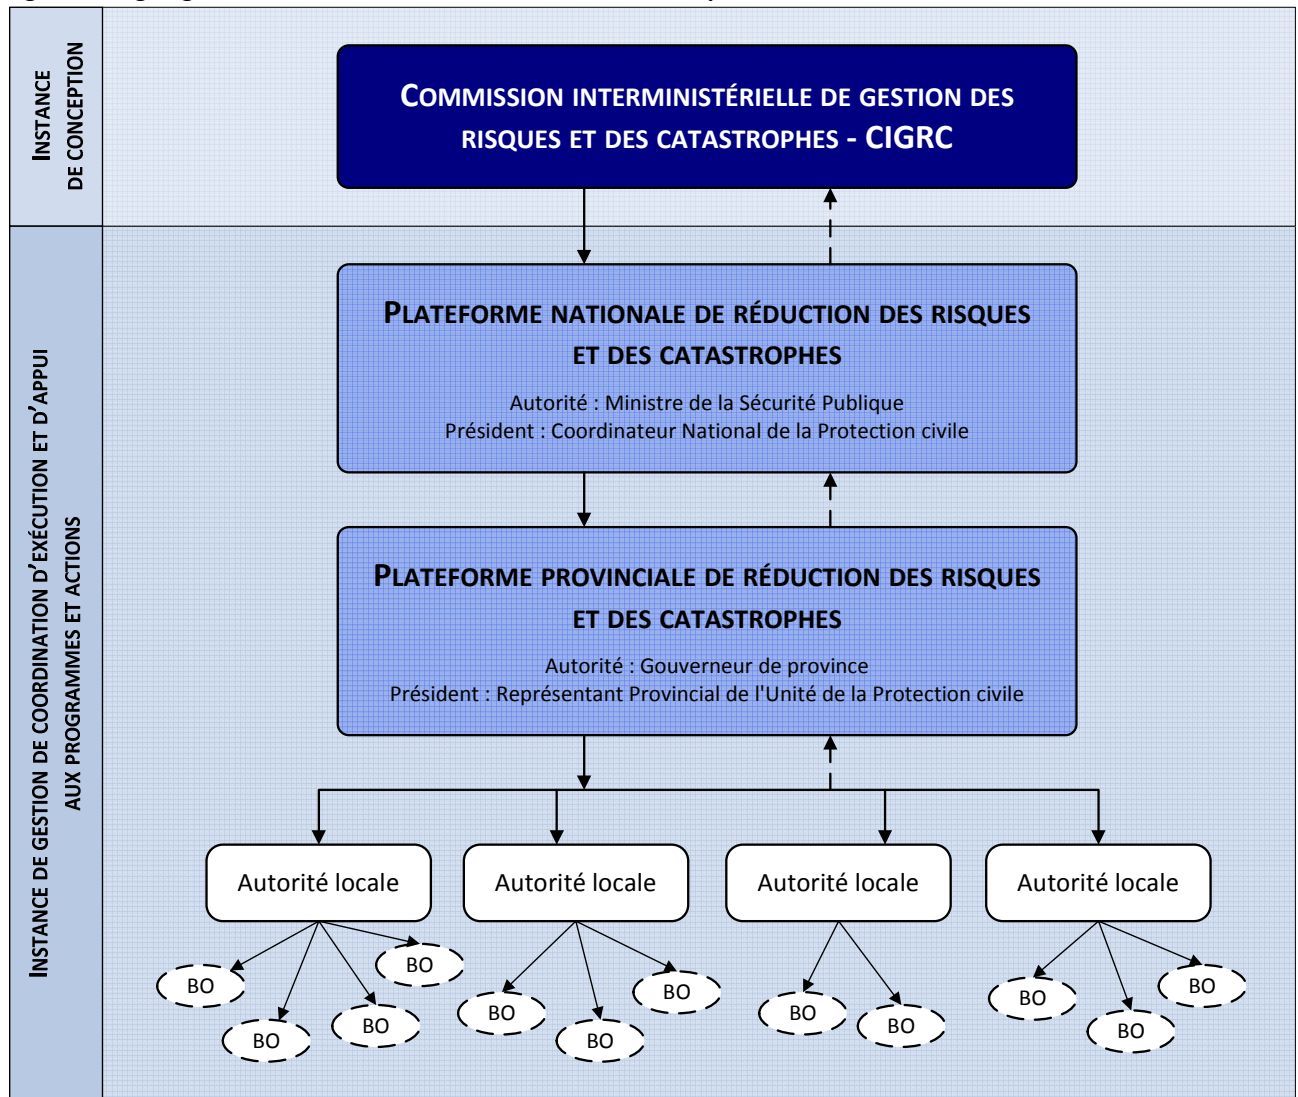 INSTANCE
DE CONCEPTION
COMMISSION INTERMINISTÉRIELLE DE GESTION DES
RISQUES ET DES CATASTROPHES - CIGRC
INSTANCE DE GESTION DE COORDINATION D'EXÉCUTION ET D'APPUI
AUX PROGRAMMES ET ACTIONS
PLATEFORME NATIONALE DE RÉDUCTION DES RISQUES
ET DES CATASTROPHES
Autorité : Ministre de la Sécurité Publique
Président : Coordinateur National de la Protection civile
PLATEFORME PROVINCIALE DE RÉDUCTION DES RISQUES
ET DES CATASTROPHES
Autorité : Gouverneur de province
Président : Représentant Provincial de l'Unité de la Protection civile
Autorité locale
Autorité locale
Autorité locale
Autorité locale
BO
BO
BO
BO
BO
BO
BO
BO
BO
BO
BO
BO